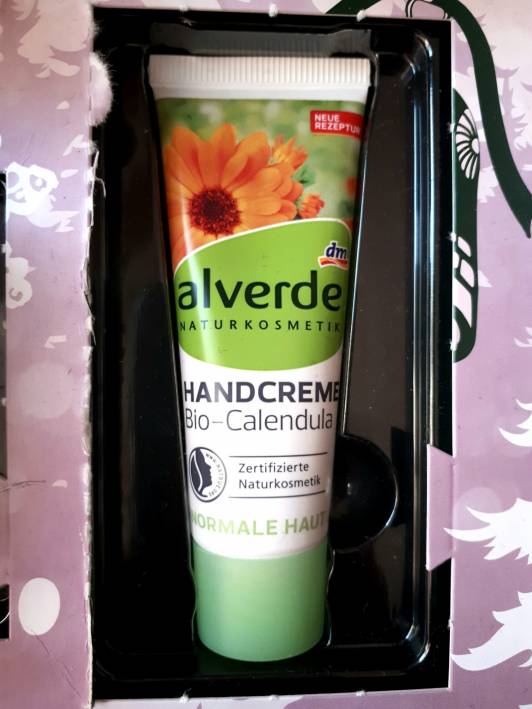 NEUE
REZEPTUR
dm
alverde
NATURKOSMETIK
HANDCREME
Bio-Calendula
Zertifizierte
Naturkosmetik
NORMALE HAUT